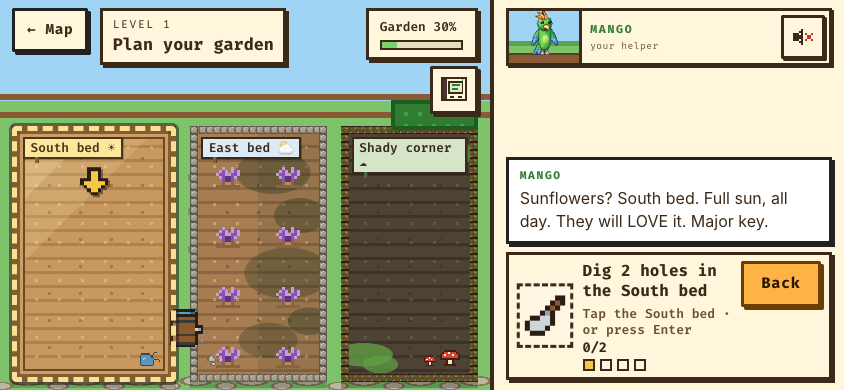 ← Map
LEVEL 1
Plan your garden
Garden 30%
South bed ☀
East bed ⛅
Shady corner
☁
MANGO
your helper
MANGO
Sunflowers? South bed. Full sun, all
day. They will LOVE it. Major key.
Dig 2 holes in
the South bed
Tap the South bed ·
or press Enter
0/2
Back